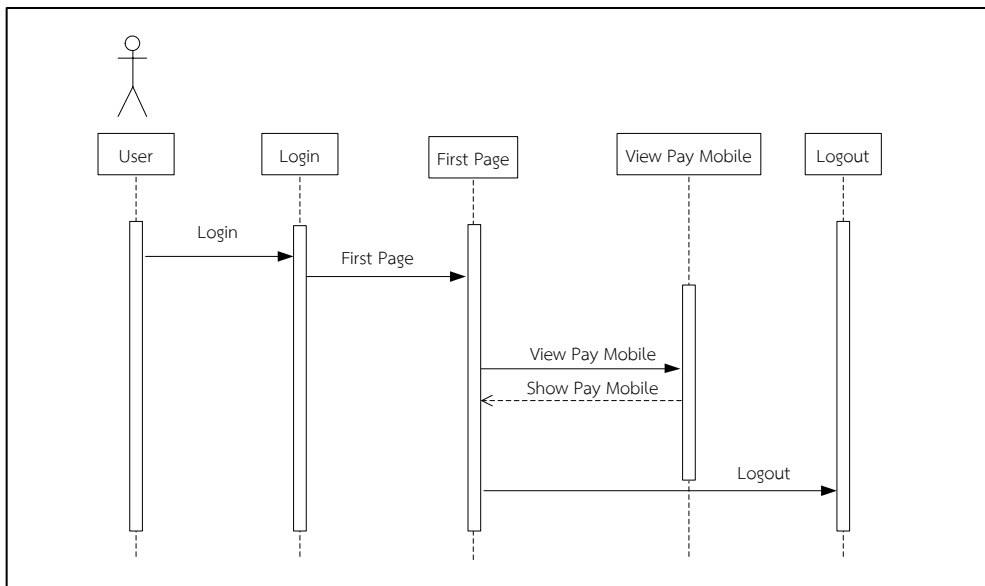 User
Login
First Page
View Pay Mobile
Logout
Login
First Page
View Pay Mobile
Show Pay Mobile
Logout